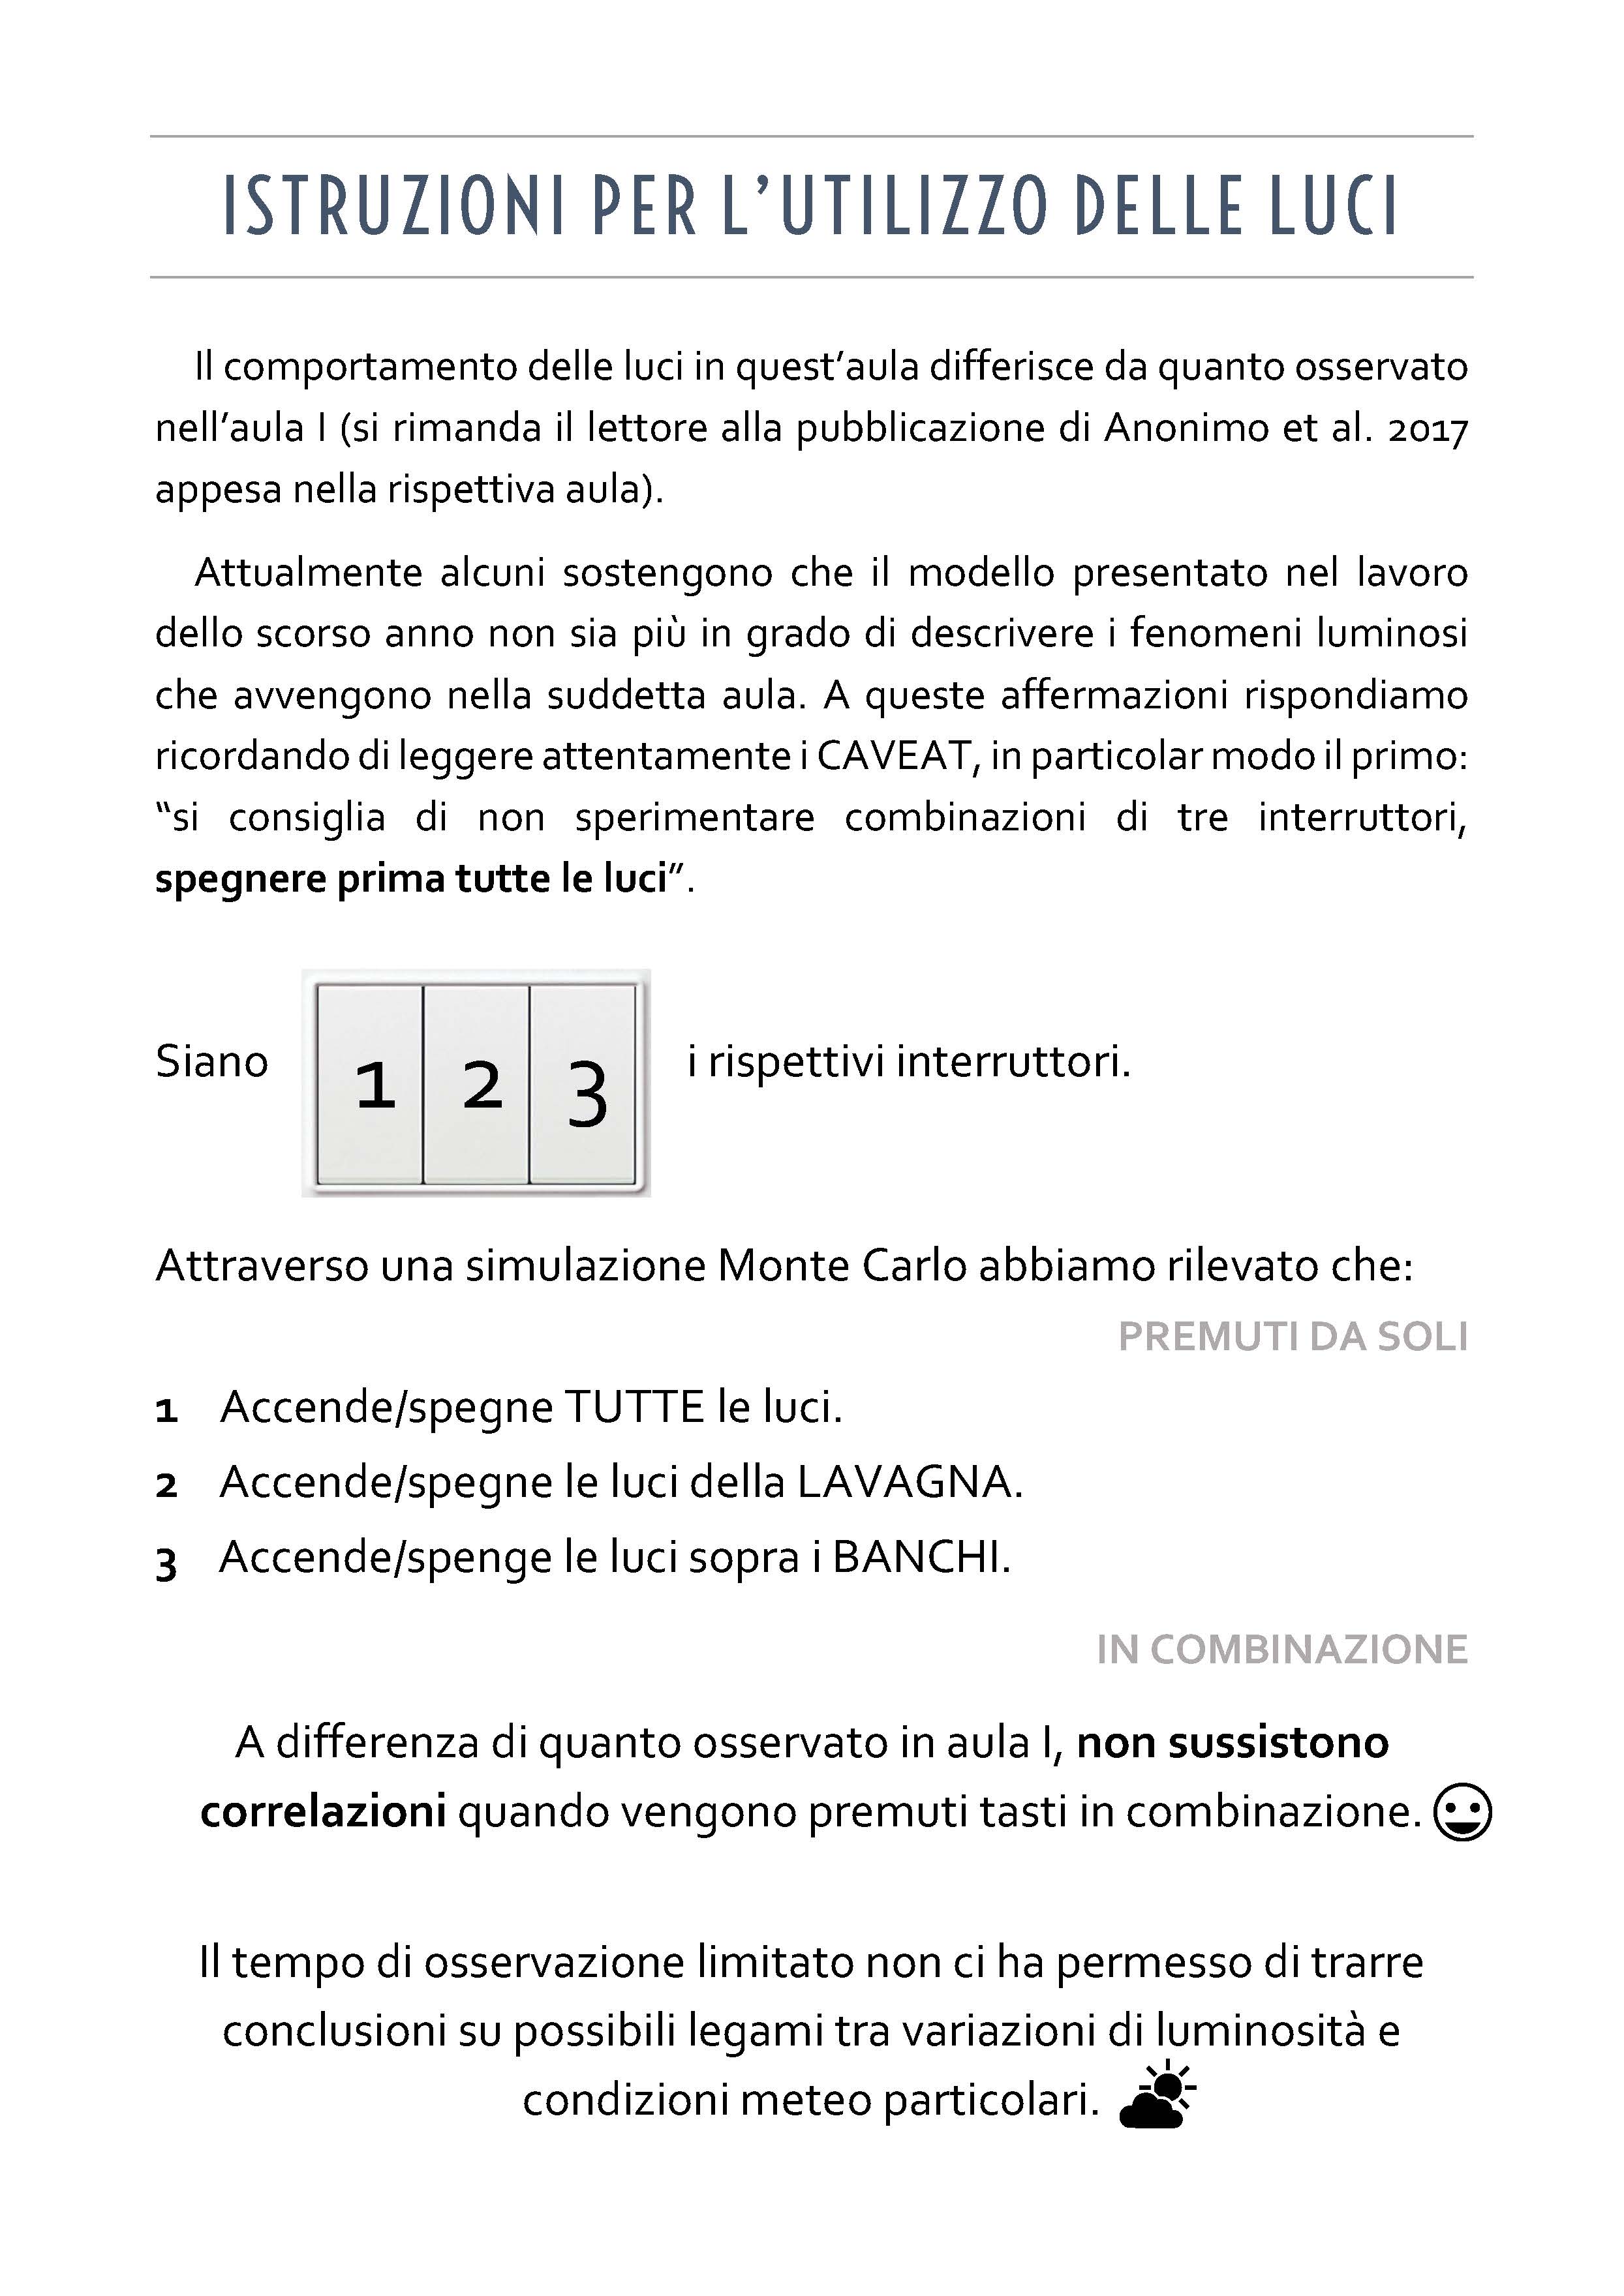 ISTRUZIONI PER L’UTILIZZO DELLE LUCI
Il comportamento delle luci in quest’aula differisce da quanto osservato
nell’aula I (si rimanda il lettore alla pubblicazione di Anonimo et al. 2017
appesa nella rispettiva aula).
Attualmente alcuni sostengono che il modello presentato nel lavoro
dello scorso anno non sia più in grado di descrivere i fenomeni luminosi
che avvengono nella suddetta aula. A queste affermazioni rispondiamo
ricordando di leggere attentamente i CAVEAT, in particolar modo il primo:
“si consiglia di non sperimentare combinazioni di tre interruttori,
spegnere prima tutte le luci”.
Siano 1 2 3 i rispettivi interruttori.
Attraverso una simulazione Monte Carlo abbiamo rilevato che:
PREMUTI DA SOLI
1 Accende/spegne TUTTE le luci.
2 Accende/spegne le luci della LAVAGNA.
3 Accende/spenge le luci sopra i BANCHI.
IN COMBINAZIONE
A differenza di quanto osservato in aula I, non sussistono
correlazioni quando vengono premuti tasti in combinazione.
Il tempo di osservazione limitato non ci ha permesso di trarre
conclusioni su possibili legami tra variazioni di luminosità e
condizioni meteo particolari.